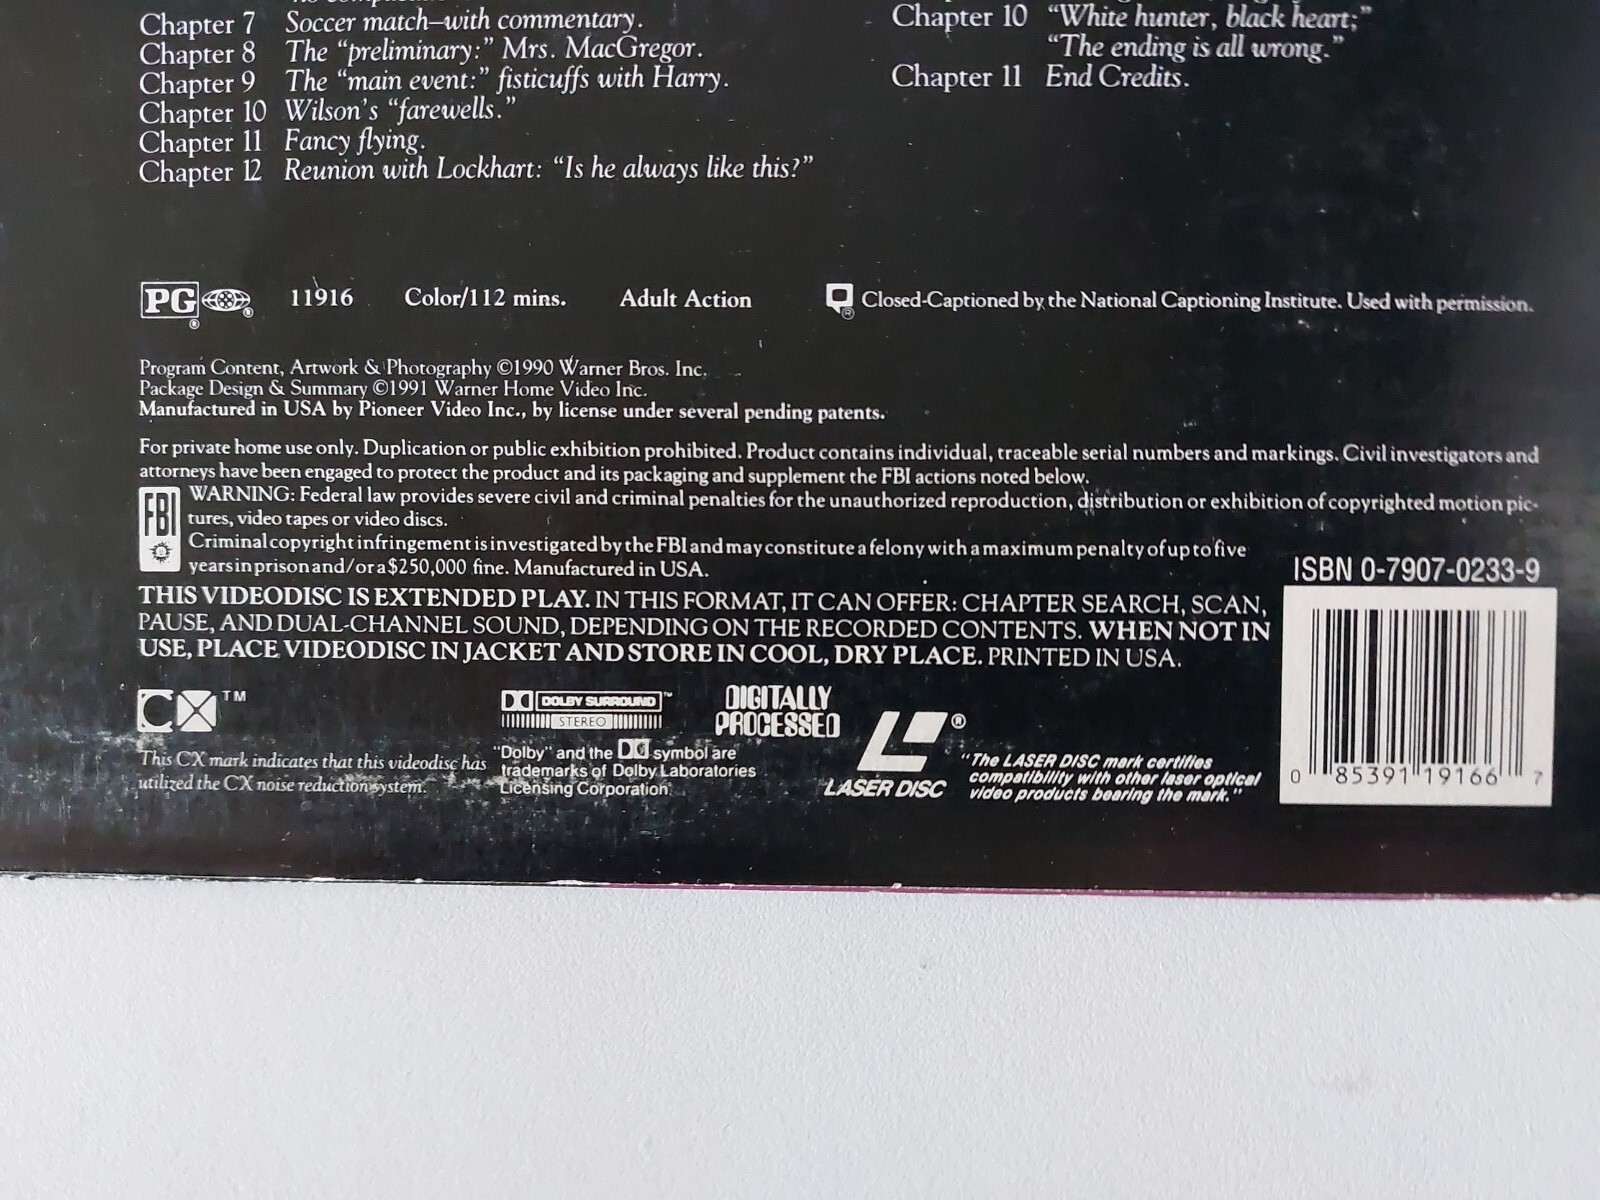 Chapter 7 Soccer match–with commentary.
Chapter 8 The “preliminary:” Mrs. MacGregor.
Chapter 9 The “main event:” fisticuffs with Harry.
Chapter 10 Wilson’s “farewells.”
Chapter 11 Fancy flying.
Chapter 12 Reunion with Lockhart: “Is he always like this?”
Chapter 10 “White hunter, black heart;”
“The ending is all wrong.”
Chapter 11 End Credits.
PG ® ® 11916 Color/112 mins. Adult Action ® Closed-Captioned by the National Captioning Institute. Used with permission.
Program Content, Artwork & Photography ©1990 Warner Bros. Inc.
Package Design & Summary ©1991 Warner Home Video Inc.
Manufactured in USA by Pioneer Video Inc., by license under several pending patents.
For private home use only. Duplication or public exhibition prohibited. Product contains individual, traceable serial numbers and markings. Civil investigators and
attorneys have been engaged to protect the product and its packaging and supplement the FBI actions noted below.
FBI WARNING: Federal law provides severe civil and criminal penalties for the unauthorized reproduction, distribution or exhibition of copyrighted motion pic-
tures, video tapes or video discs.
Criminal copyright infringement is investigated by the FBI and may constitute a felony with a maximum penalty of up to five
years in prison and/or a $250,000 fine. Manufactured in USA.
THIS VIDEODISC IS EXTENDED PLAY. IN THIS FORMAT, IT CAN OFFER: CHAPTER SEARCH, SCAN,
PAUSE, AND DUAL-CHANNEL SOUND, DEPENDING ON THE RECORDED CONTENTS. WHEN NOT IN
USE, PLACE VIDEODISC IN JACKET AND STORE IN COOL, DRY PLACE. PRINTED IN USA.
ISBN 0-7907-0233-9
0 85391 19166 7
CX TM
This CX mark indicates that this videodisc has
utilized the CX noise reduction system.
DOLBY SURROUND TM
STEREO
"Dolby" and the symbol are
trademarks of Dolby Laboratories
Licensing Corporation.
DIGITALLY
PROCESSED
®
LASER DISC
"The LASER DISC mark certifies
compatibility with other laser optical
video products bearing the mark."